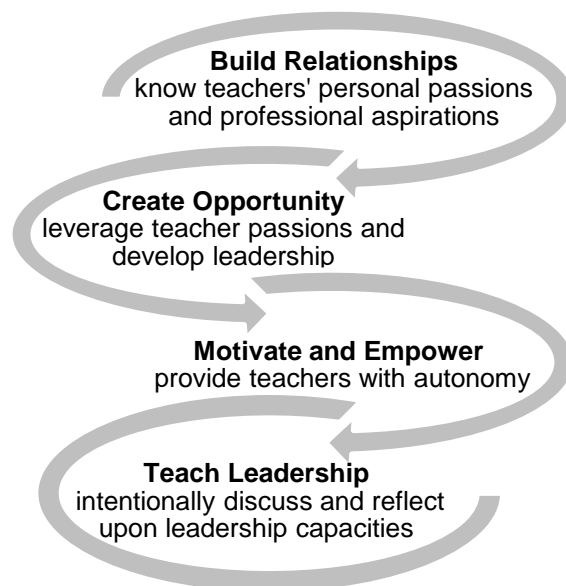 Build Relationships
know teachers' personal passions
and professional aspirations
Create Opportunity
leverage teacher passions and
develop leadership
Motivate and Empower
provide teachers with autonomy
Teach Leadership
intentionally discuss and reflect
upon leadership capacities